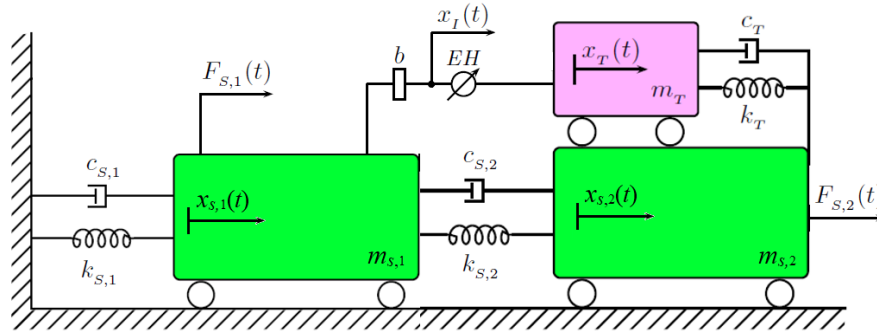 x_I(t)
c_T
F_{S,1}(t)
b
EH
x_T(t)
m_T
k_T
c_{S,1}
c_{S,2}
x_{s,1}(t)
x_{s,2}(t)
F_{S,2}(t)
k_{S,1}
m_{s,1}
k_{S,2}
m_{s,2}